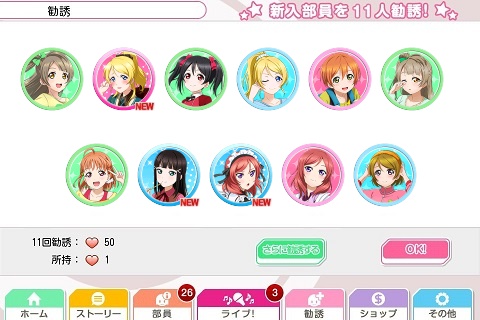 勧誘
新入部員を11人勧誘!
NEW
NEW
NEW
11回勧誘: 50
所持: 1
さらに勧誘する
OK!
26
3
ホーム
ストーリー
部員
ライブ!
勧誘
ショップ
その他